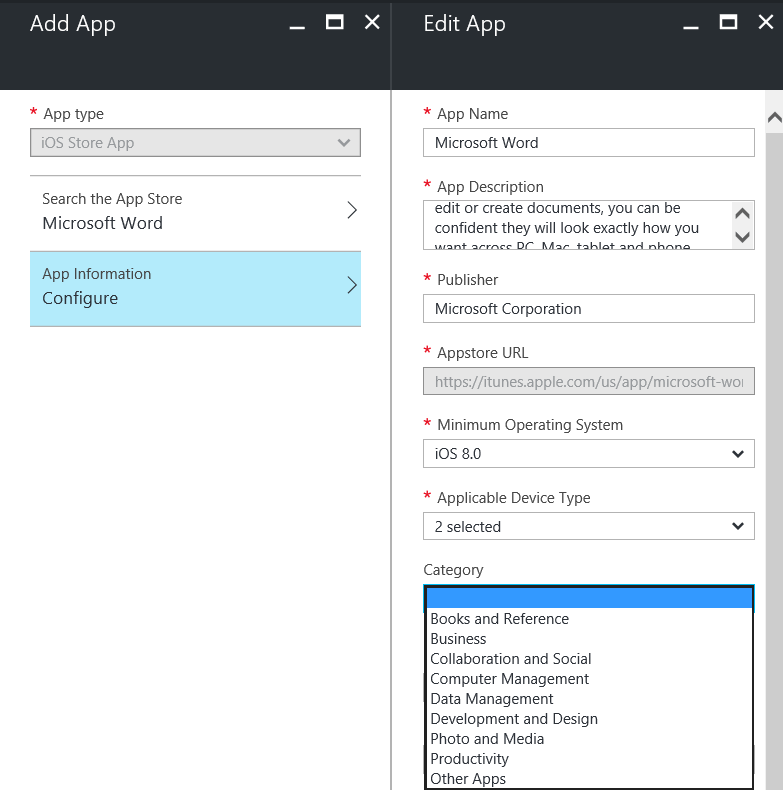 Add App
* App type
iOS Store App
Search the App Store
Microsoft Word
App Information
Configure
Edit App
* App Name
Microsoft Word
* App Description
edit or create documents, you can be
confident they will look exactly how you
want across PC, Mac, tablet and phone
* Publisher
Microsoft Corporation
* Appstore URL
https://itunes.apple.com/us/app/microsoft-wo
* Minimum Operating System
iOS 8.0
* Applicable Device Type
2 selected
Category
Books and Reference
Business
Collaboration and Social
Computer Management
Data Management
Development and Design
Photo and Media
Productivity
Other Apps